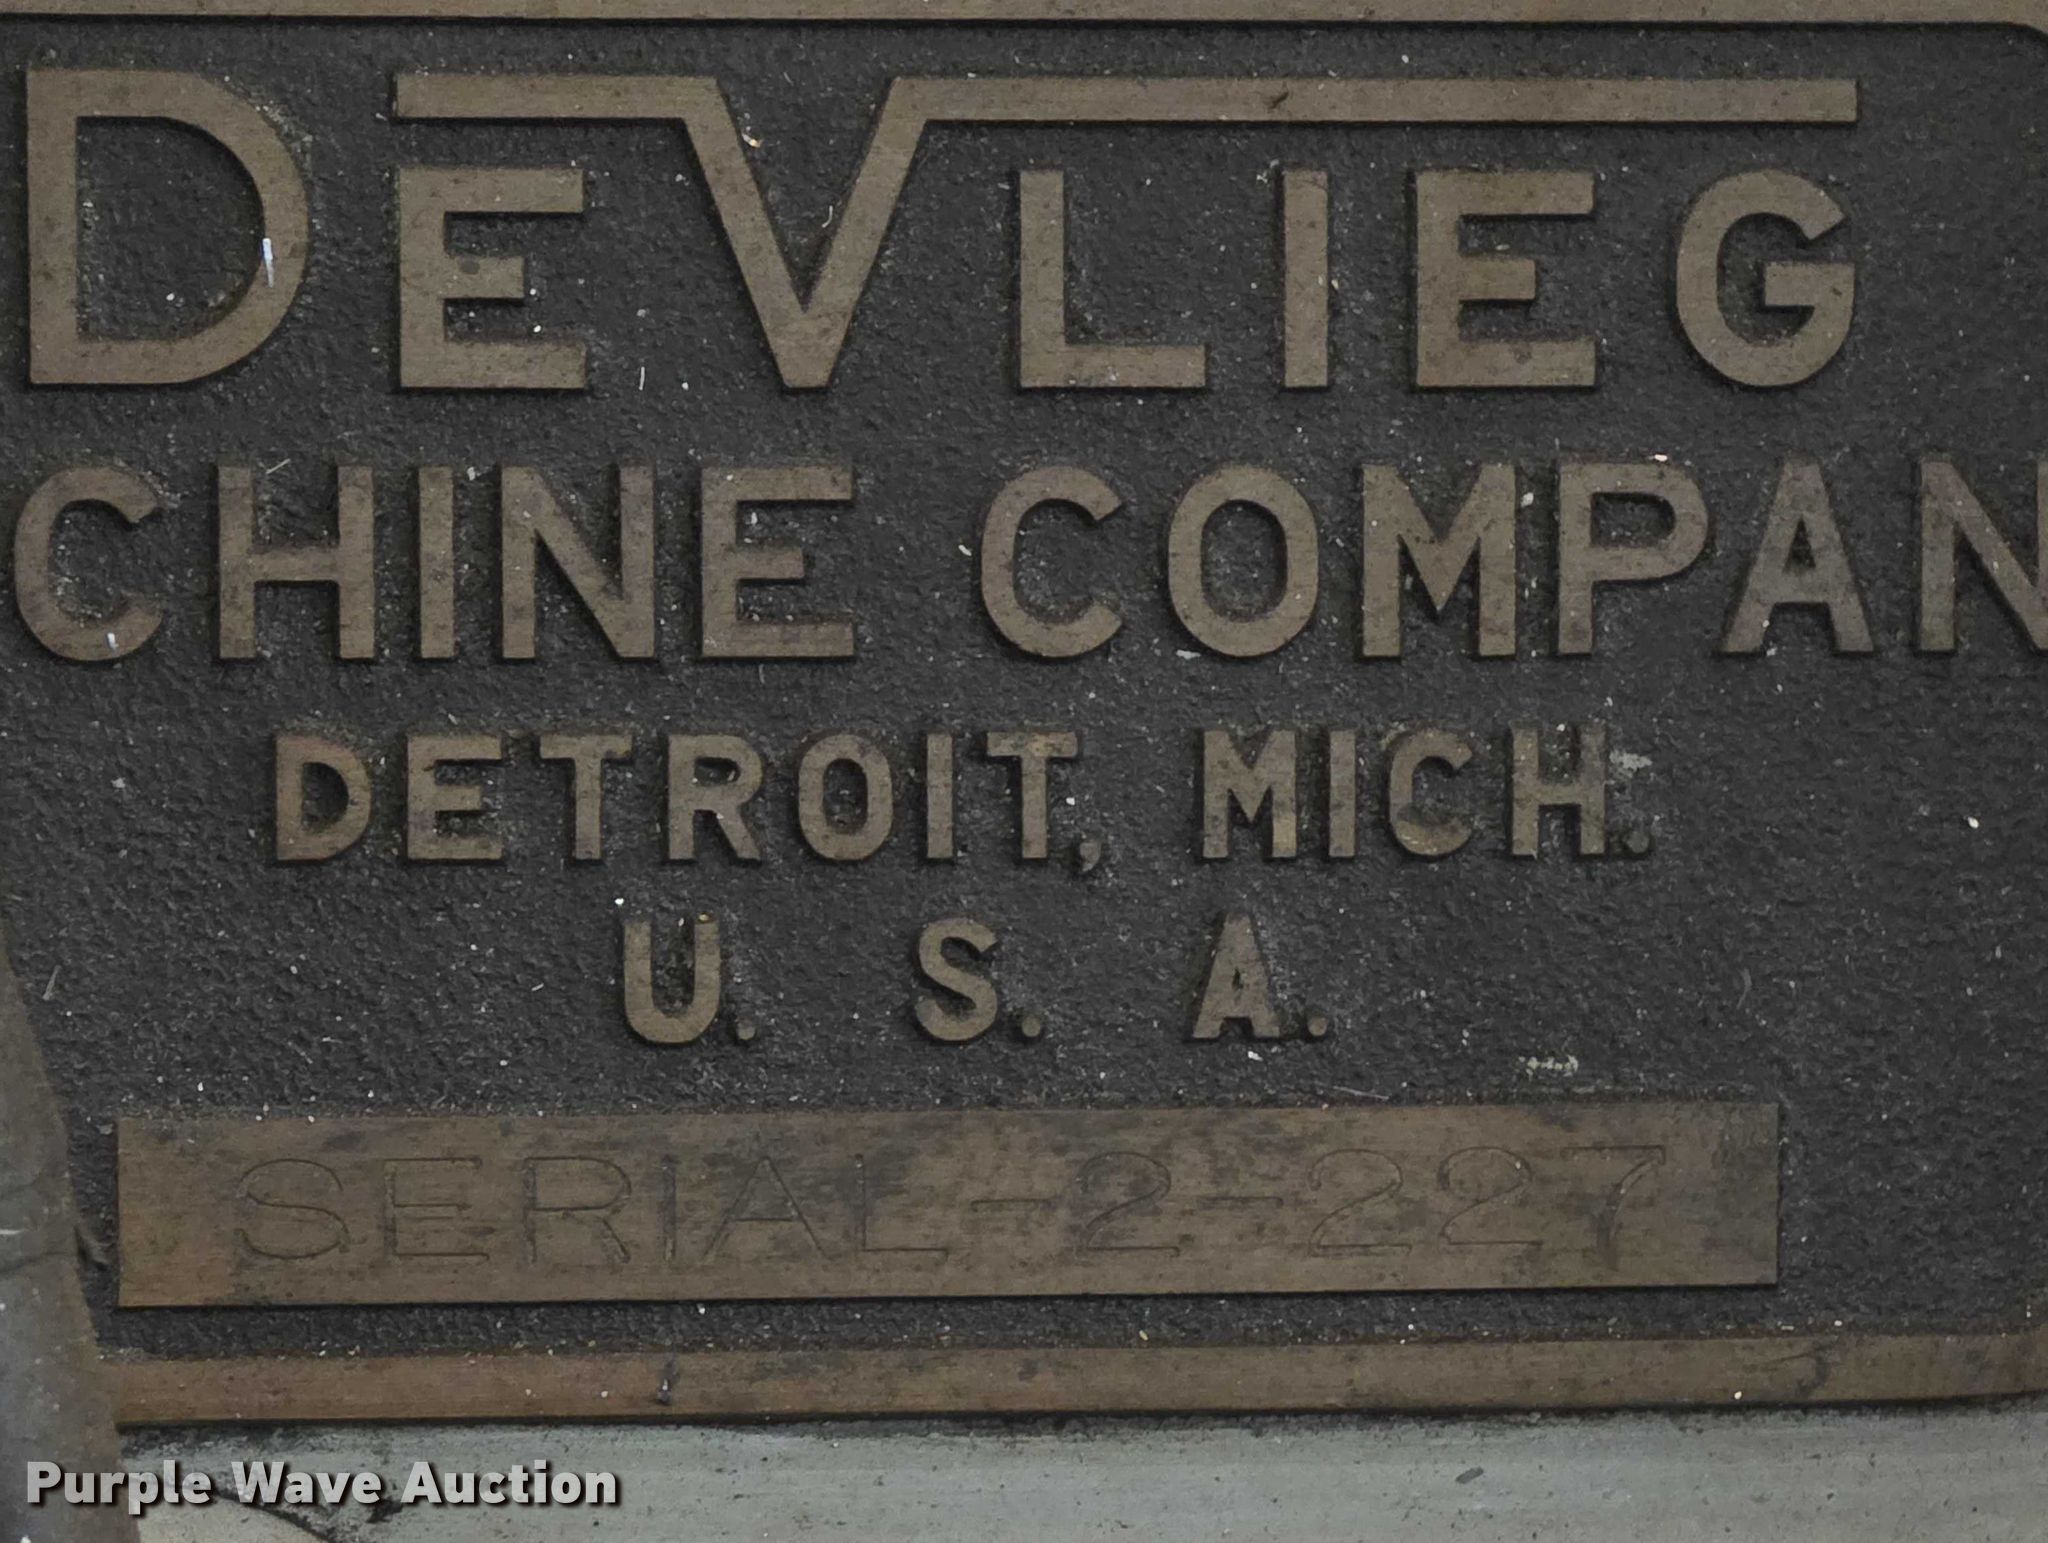 DEVLIEG
CHINE COMPAN
DETROIT, MICH.
U. S. A.
SERIAL-2-227
Purple Wave Auction